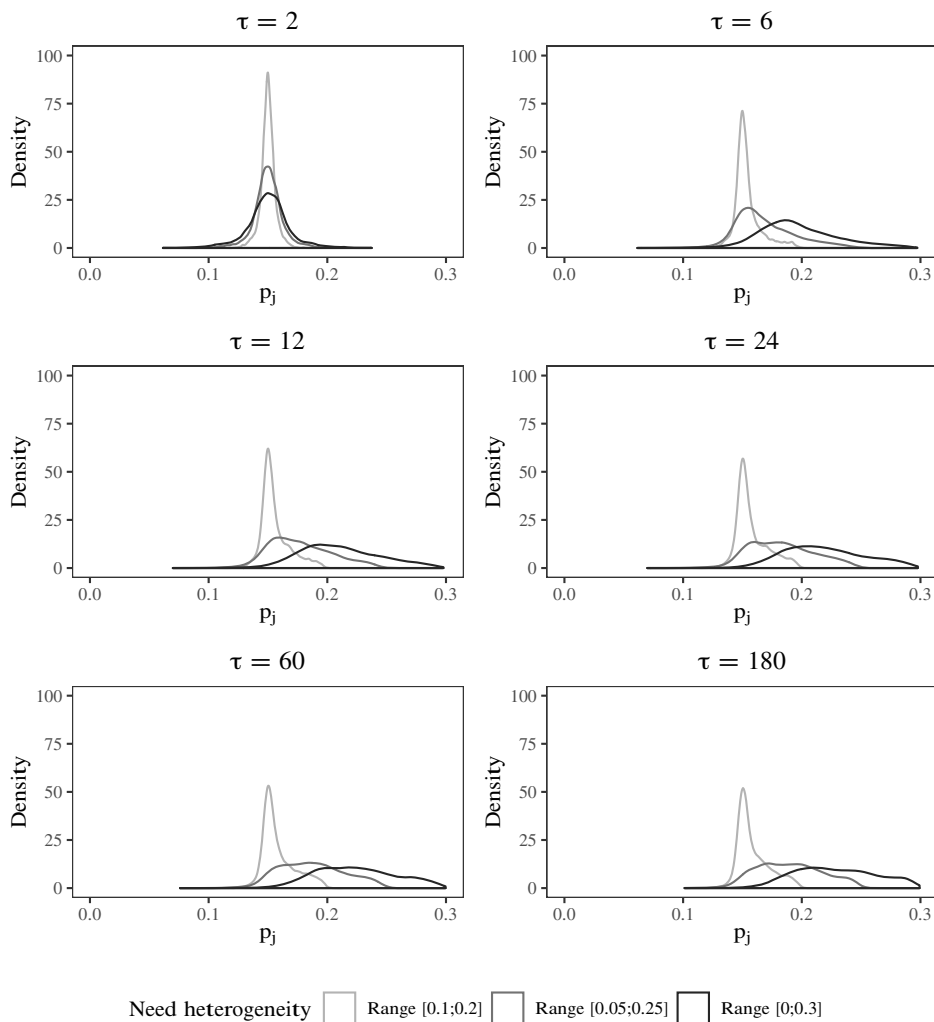 τ = 2
τ = 6
100
75
50
25
0
Density
0.0 0.1 0.2 0.3
pj
100
75
50
25
0
Density
0.0 0.1 0.2 0.3
pj
τ = 12
τ = 24
100
75
50
25
0
Density
0.0 0.1 0.2 0.3
pj
100
75
50
25
0
Density
0.0 0.1 0.2 0.3
pj
τ = 60
τ = 180
100
75
50
25
0
Density
0.0 0.1 0.2 0.3
pj
100
75
50
25
0
Density
0.0 0.1 0.2 0.3
pj
Need heterogeneity Range [0.1;0.2] Range [0.05;0.25] Range [0;0.3]